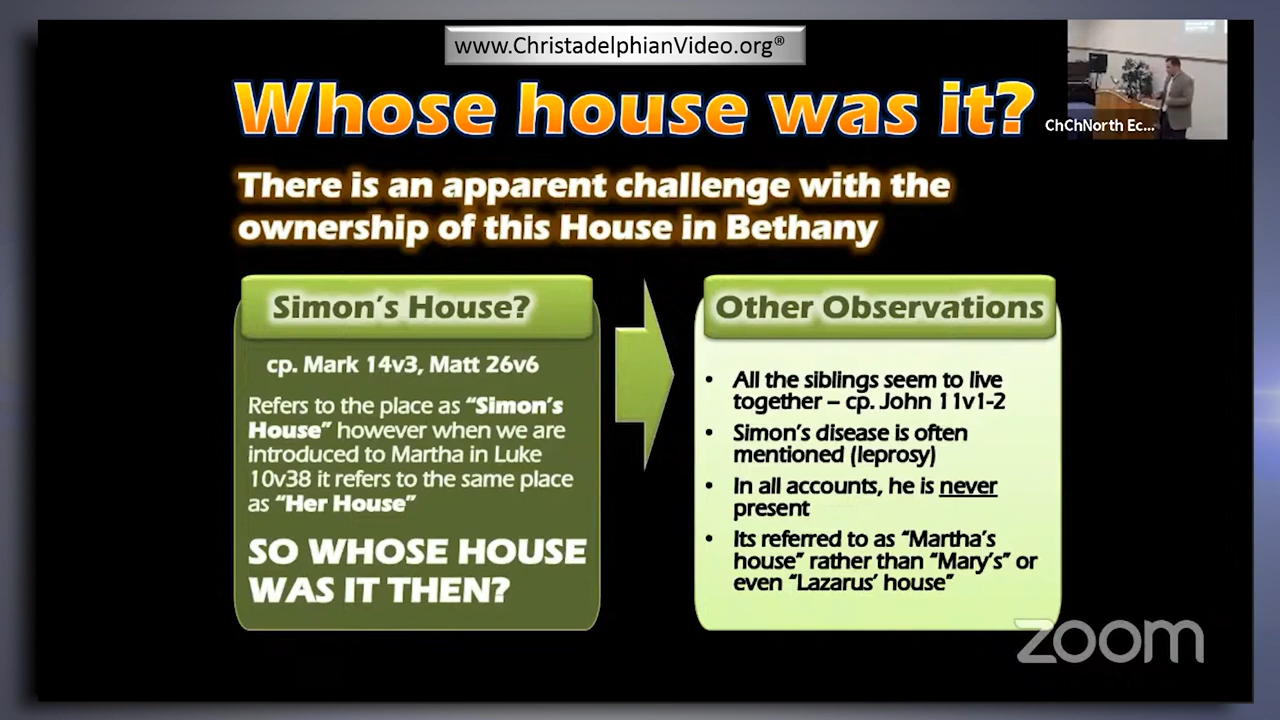 www.ChristadelphianVideo.org®
Whose house was it?
ChChNorth Ec...
There is an apparent challenge with the
ownership of this House in Bethany
Simon's House?
cp. Mark 14v3, Matt 26v6
Refers to the place as “Simon's
House” however when we are
introduced to Martha in Luke
10v38 it refers to the same place
as “Her House”
SO WHOSE HOUSE
WAS IT THEN?
Other Observations
• All the siblings seem to live
together – cp. John 11v1-2
• Simon's disease is often
mentioned (leprosy)
• In all accounts, he is never
present
• Its referred to as “Martha's
house” rather than “Mary's” or
even “Lazarus' house”
zoom